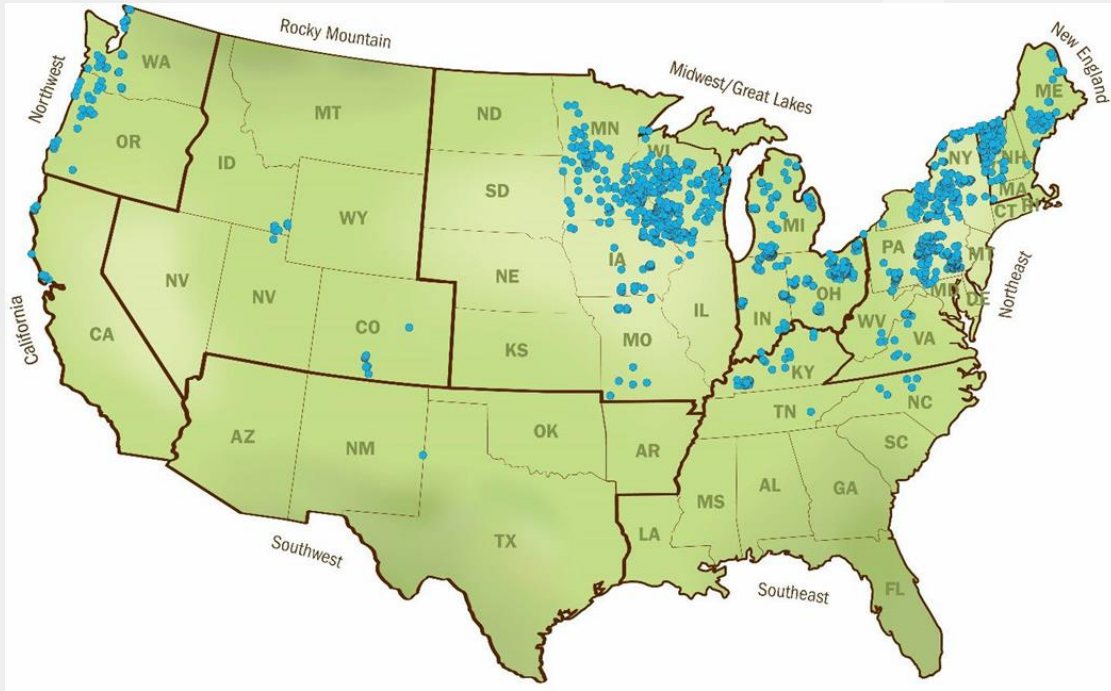 Rocky Mountain
Midwest/Great Lakes
New England
Northwest
WA
MT
ND
MN
ME
OR
ID
SD
WI
NY
NH
MA
CT
RI
WY
MI
NV
NV
NE
IA
PA
MT
California
CA
CO
IL
IN
OH
MD
DE
Northeast
WV
VA
KS
MO
KY
NC
TN
AZ
NM
OK
AR
SC
MS
AL
GA
TX
LA
FL
Southwest
Southeast